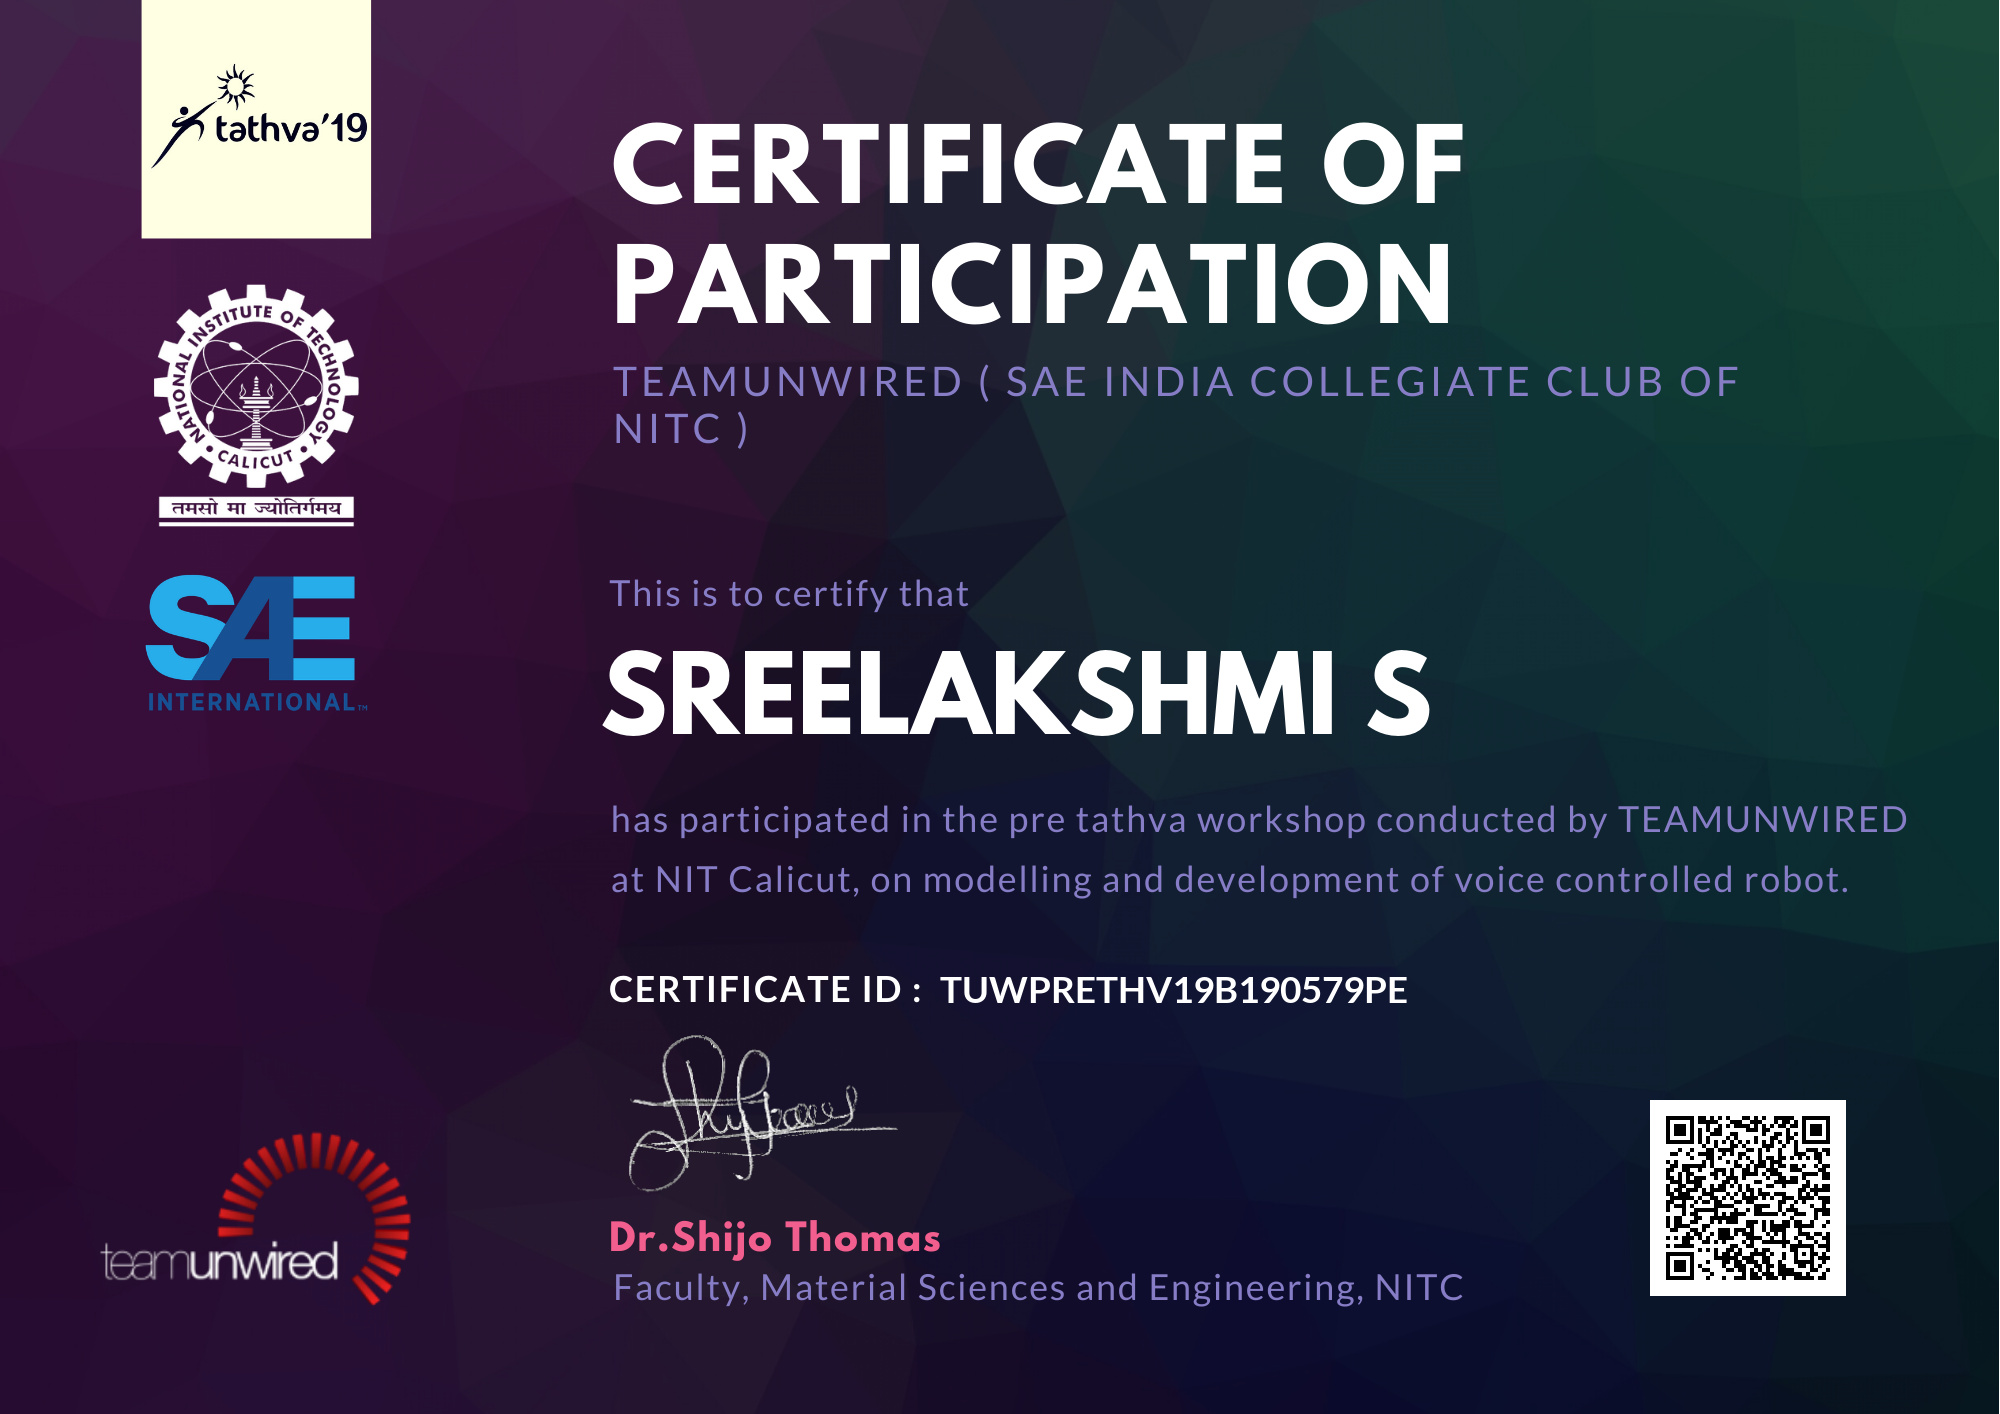 tathva'19
NATIONAL INSTITUTE OF TECHNOLOGY
• CALICUT •
तमसो मा ज्योतिर्गमय
SAE
INTERNATIONAL™
CERTIFICATE OF
PARTICIPATION
TEAMUNWIRED ( SAE INDIA COLLEGIATE CLUB OF
NITC )
This is to certify that
SREELAKSHMI S
has participated in the pre tathva workshop conducted by TEAMUNWIRED
at NIT Calicut, on modelling and development of voice controlled robot.
CERTIFICATE ID : TUWPRETHV19B190579PE
Dr.Shijo Thomas
Faculty, Material Sciences and Engineering, NITC
teamunwired